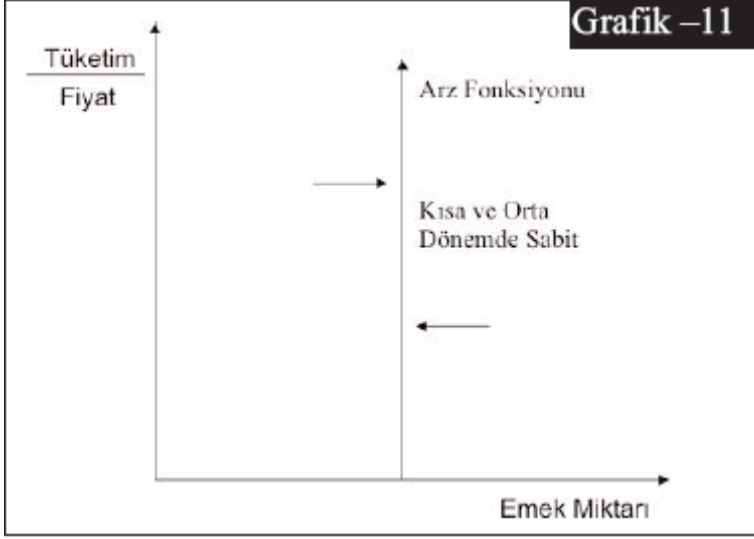 Grafik –11
Tüketim
Fiyat
Arz Fonksiyonu
Kısa ve Orta
Dönemde Sabit
Emek Miktarı